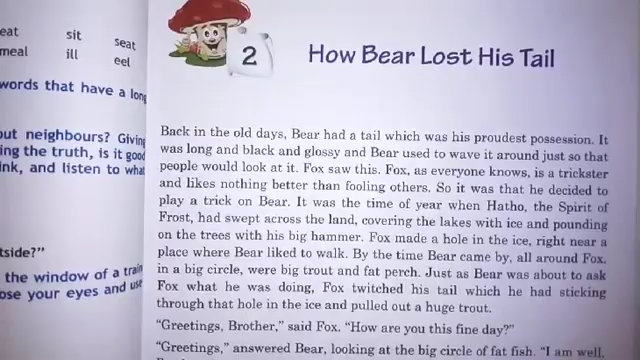 eat sit seat
meal ill eel
words that have a long
out neighbours? Giving
ing the truth, is it good
nk, and listen to what
tside?"
the window of a train
ose your eyes and use
2
How Bear Lost His Tail
Back in the old days, Bear had a tail which was his proudest possession. It
was long and black and glossy and Bear used to wave it around just so that
people would look at it. Fox saw this. Fox, as everyone knows, is a trickster
and likes nothing better than fooling others. So it was that he decided to
play a trick on Bear. It was the time of year when Hatho, the Spirit of
Frost, had swept across the land, covering the lakes with ice and pounding
on the trees with his big hammer. Fox made a hole in the ice, right near a
place where Bear liked to walk. By the time Bear came by, all around Fox,
in a big circle, were big trout and fat perch. Just as Bear was about to ask
Fox what he was doing, Fox twitched his tail which he had sticking
through that hole in the ice and pulled out a huge trout.
"Greetings, Brother," said Fox. "How are you this fine day?"
"Greetings," answered Bear, looking at the big circle of fat fish. "I am well,